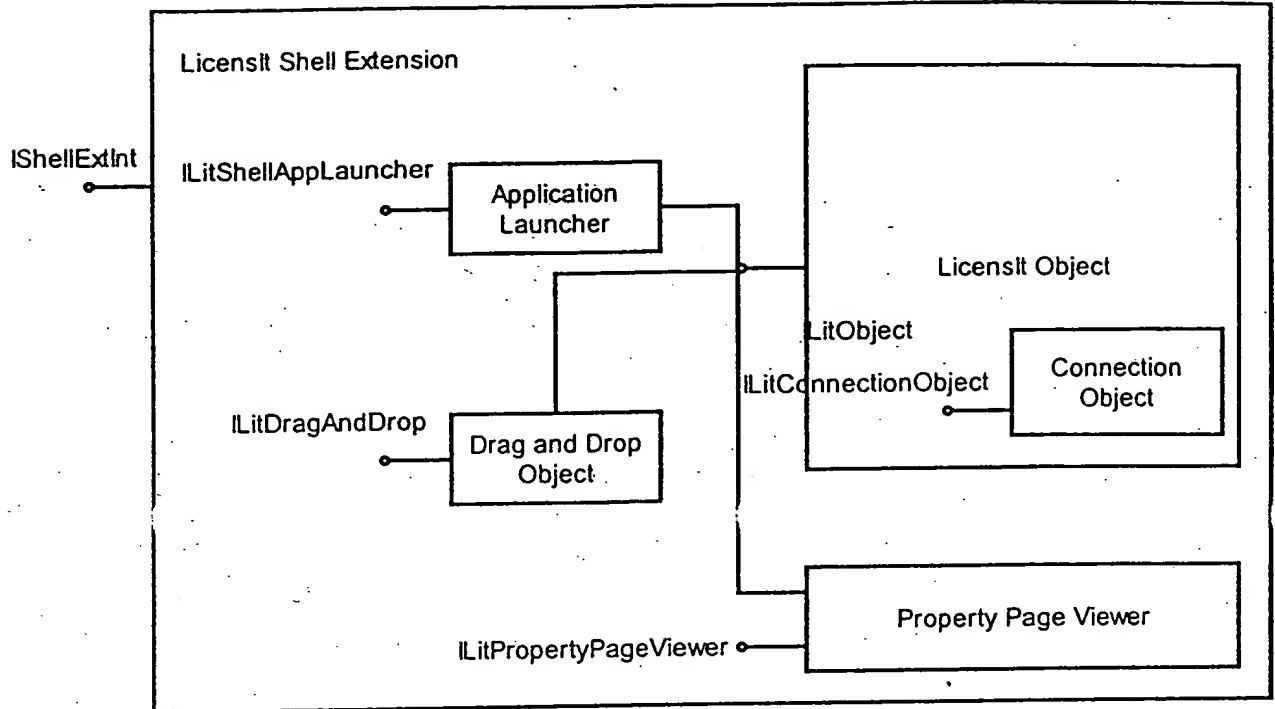 LicensIt Shell Extension
IShellExtInt
ILitShellAppLauncher
Application
Launcher
LicensIt Object
LitObject
ILitConnectionObject
Connection
Object
ILitDragAndDrop
Drag and Drop
Object
Property Page Viewer
ILitPropertyPageViewer